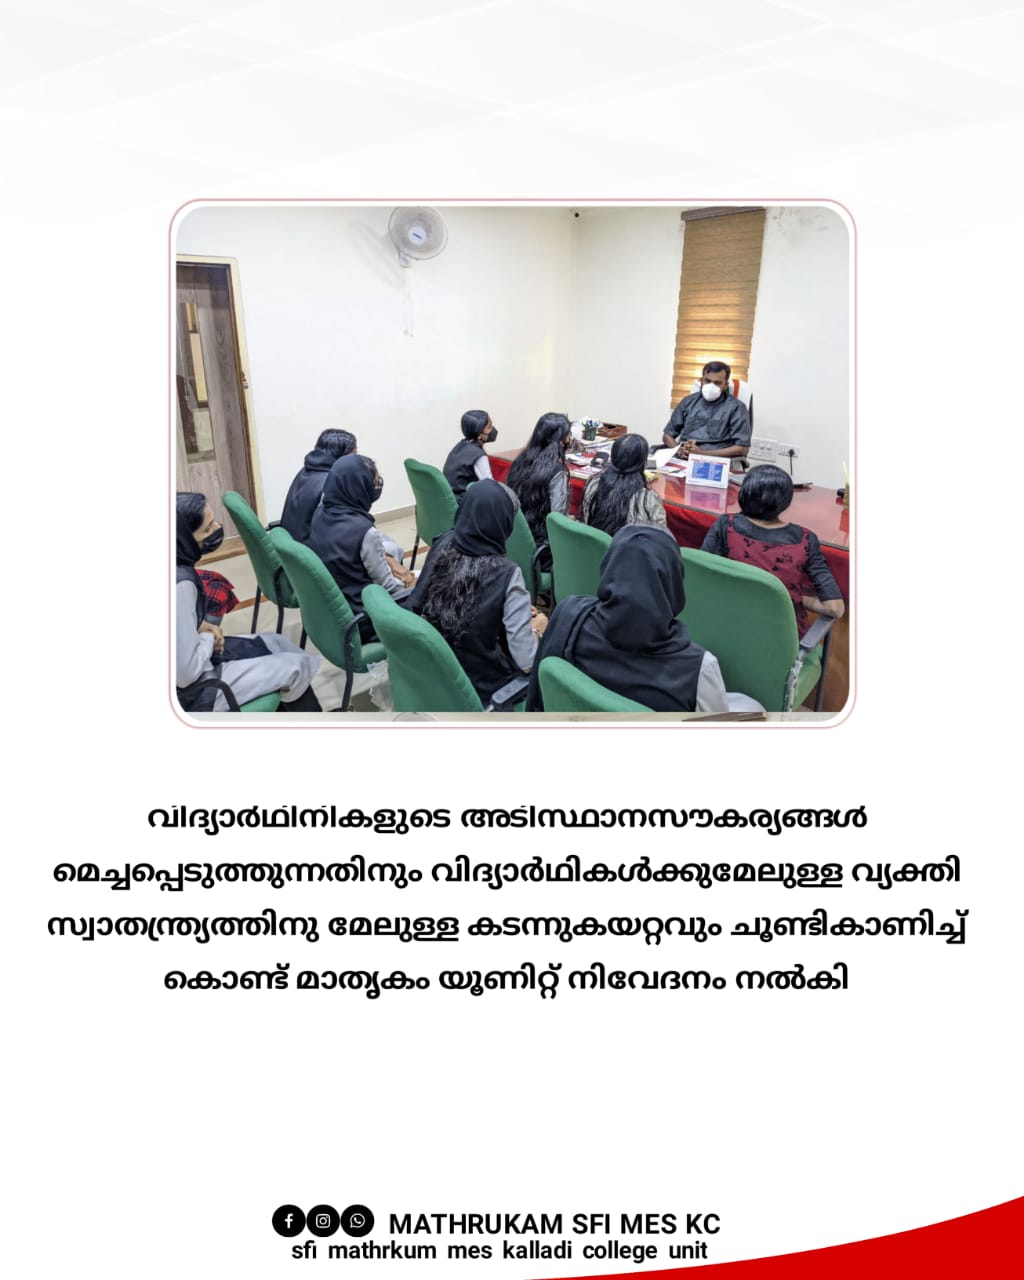 വിദ്യാർഥിനികളുടെ അടിസ്ഥാനസൗകര്യങ്ങൾ
മെച്ചപ്പെടുത്തുന്നതിനും വിദ്യാർഥികൾക്കുമേലുള്ള വ്യക്തി
സ്വാതന്ത്ര്യത്തിനു മേലുള്ള കടന്നുകയറ്റവും ചൂണ്ടികാണിച്ച്
കൊണ്ട് മാതൃകം യൂണിറ്റ് നിവേദനം നൽകി
MATHRUKAM SFI MES KC
sfi mathrkum mes kalladi college unit